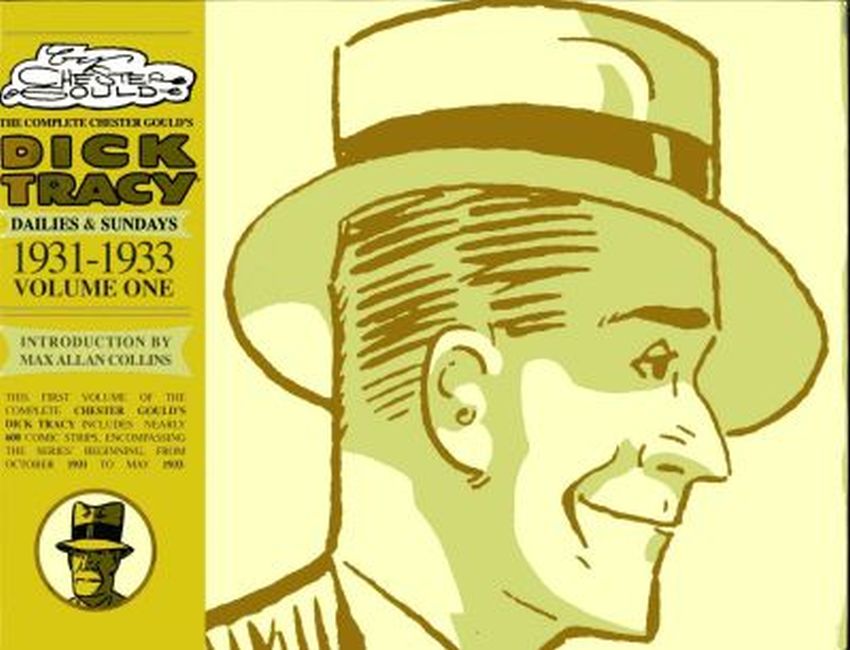 by
CHESTER
GOULD
THE COMPLETE CHESTER GOULD'S
DICK
TRACY
DAILIES & SUNDAYS
1931-1933
VOLUME ONE
INTRODUCTION BY
MAX ALLAN COLLINS
THIS FIRST VOLUME OF THE
COMPLETE CHESTER GOULD'S
DICK TRACY INCLUDES NEARLY
600 COMIC STRIPS, ENCOMPASSING
THE SERIES' BEGINNING, FROM
OCTOBER 1931 TO MAY 1933.